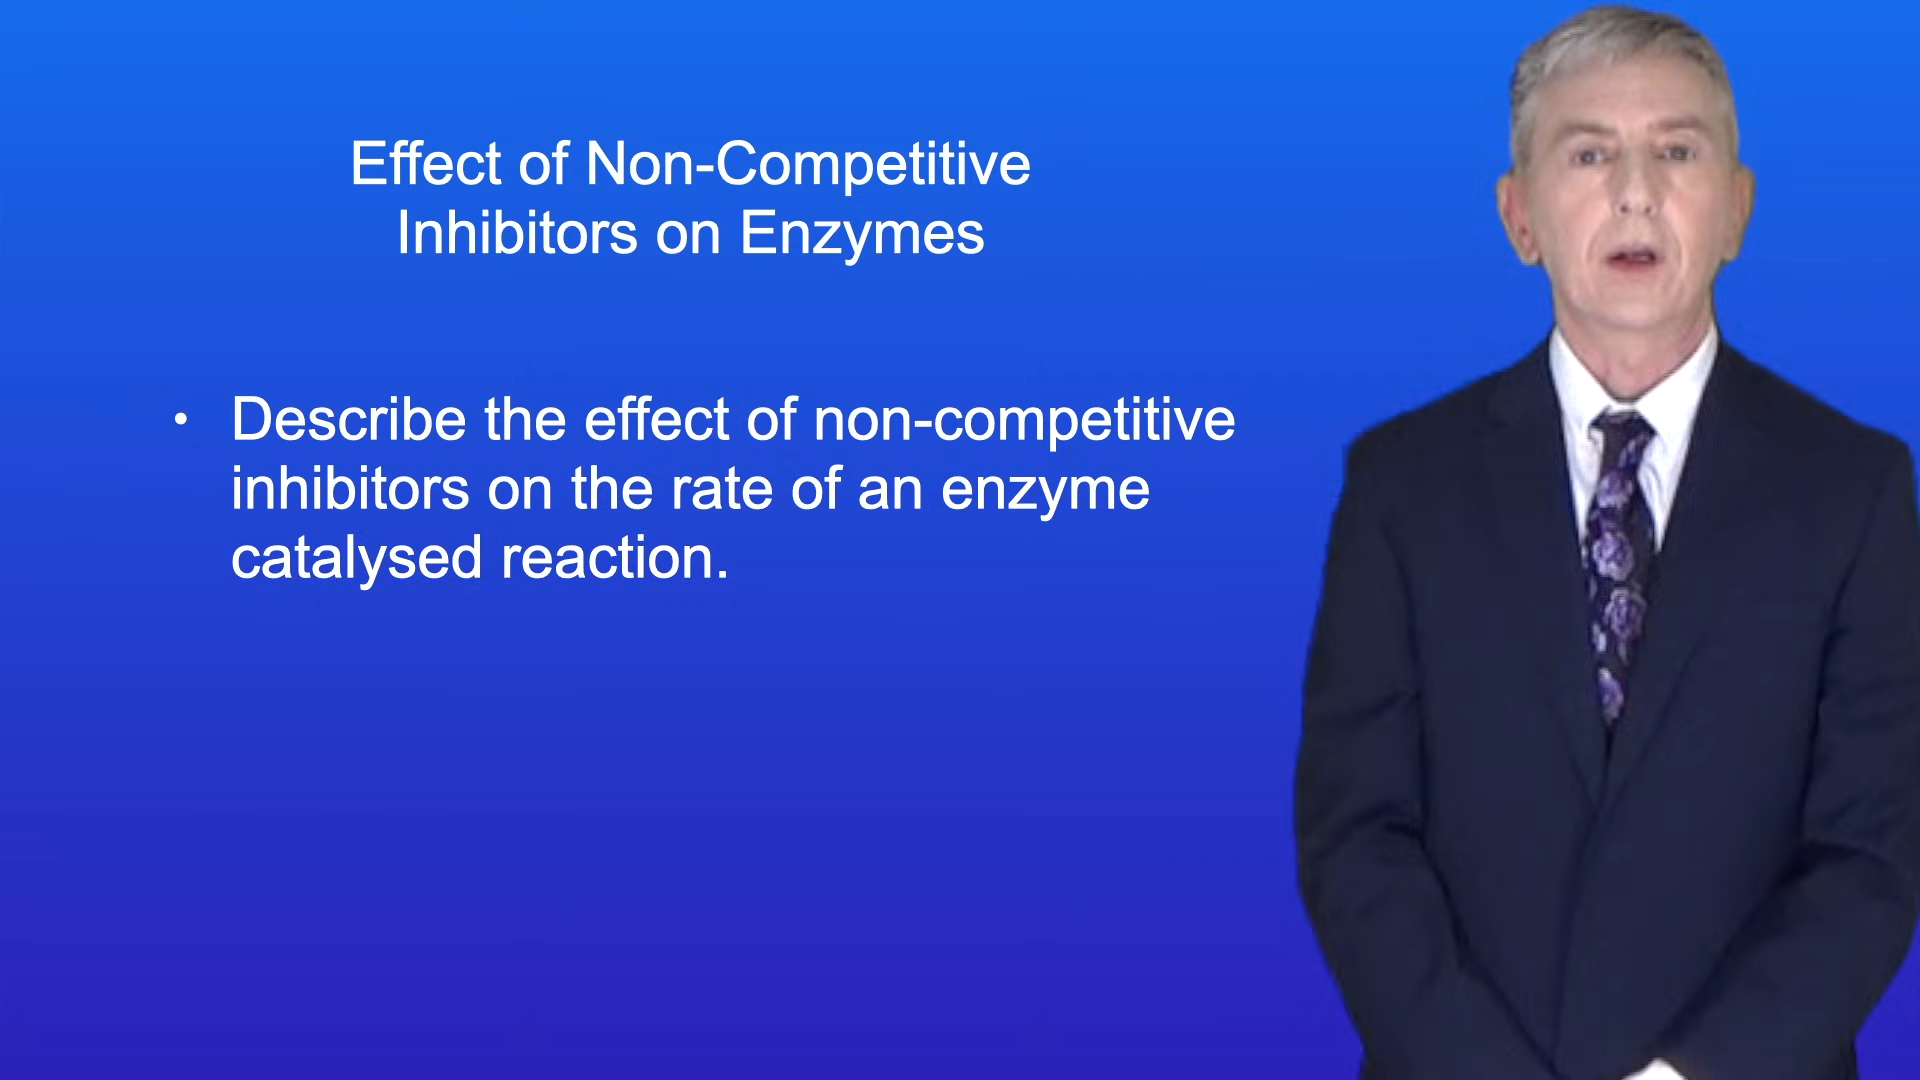 Effect of Non-Competitive
Inhibitors on Enzymes
• Describe the effect of non-competitive
inhibitors on the rate of an enzyme
catalysed reaction.